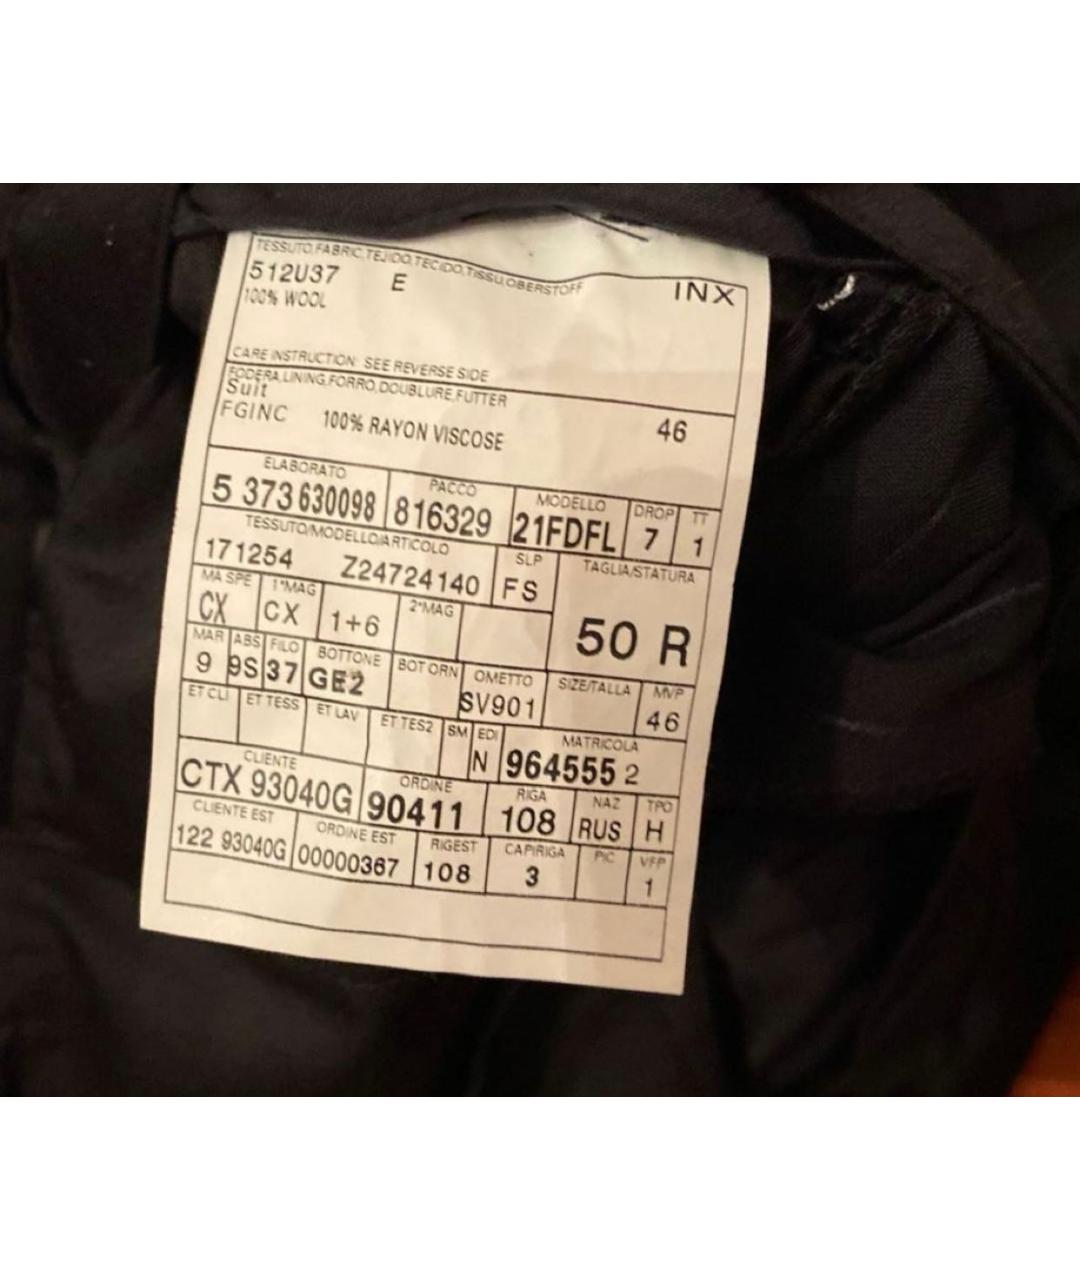 TESSUTO,FABRIC,TEJIDO,TECIDO,TISSU,OBERSTOFF
512U37 E INX
100% WOOL
CARE INSTRUCTION: SEE REVERSE SIDE
FODERA,LINING,FORRO,DOUBLURE,FUTTER
Suit 46
FGINC 100% RAYON VISCOSE
ELABORATO PACCO MODELLO DROP TT
5 373 630098 816329 21FDFL 7 1
TESSUTO/MODELLO/ARTICOLO SLP TAGLIA/STATURA
171254 Z24724140 FS
MA SPE 1°MAG 2°MAG
CX CX 1+6 50 R
MAR ABS FILO BOTTONE BOT ORN OMETTO SIZE/TALLA MVP
9 9S 37 GE2 SV901 46
ET CLI ET TESS ET LAV ET TES2 SM EDI MATRICOLA
N 964555 2
CLIENTE ORDINE RIGA NAZ TPO
CTX 93040G 90411 108 RUS H
CLIENTE EST ORDINE EST RIGEST CAPIRIGA PIC VFP
122 93040G 00000367 108 3 1